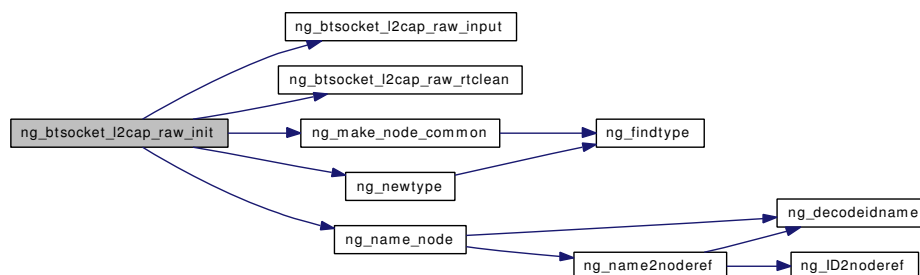 ng_btsocket_l2cap_raw_input
ng_btsocket_l2cap_raw_rtclean
ng_btsocket_l2cap_raw_init
ng_make_node_common
ng_findtype
ng_newtype
ng_decodeidname
ng_name_node
ng_name2noderef
ng_ID2noderef